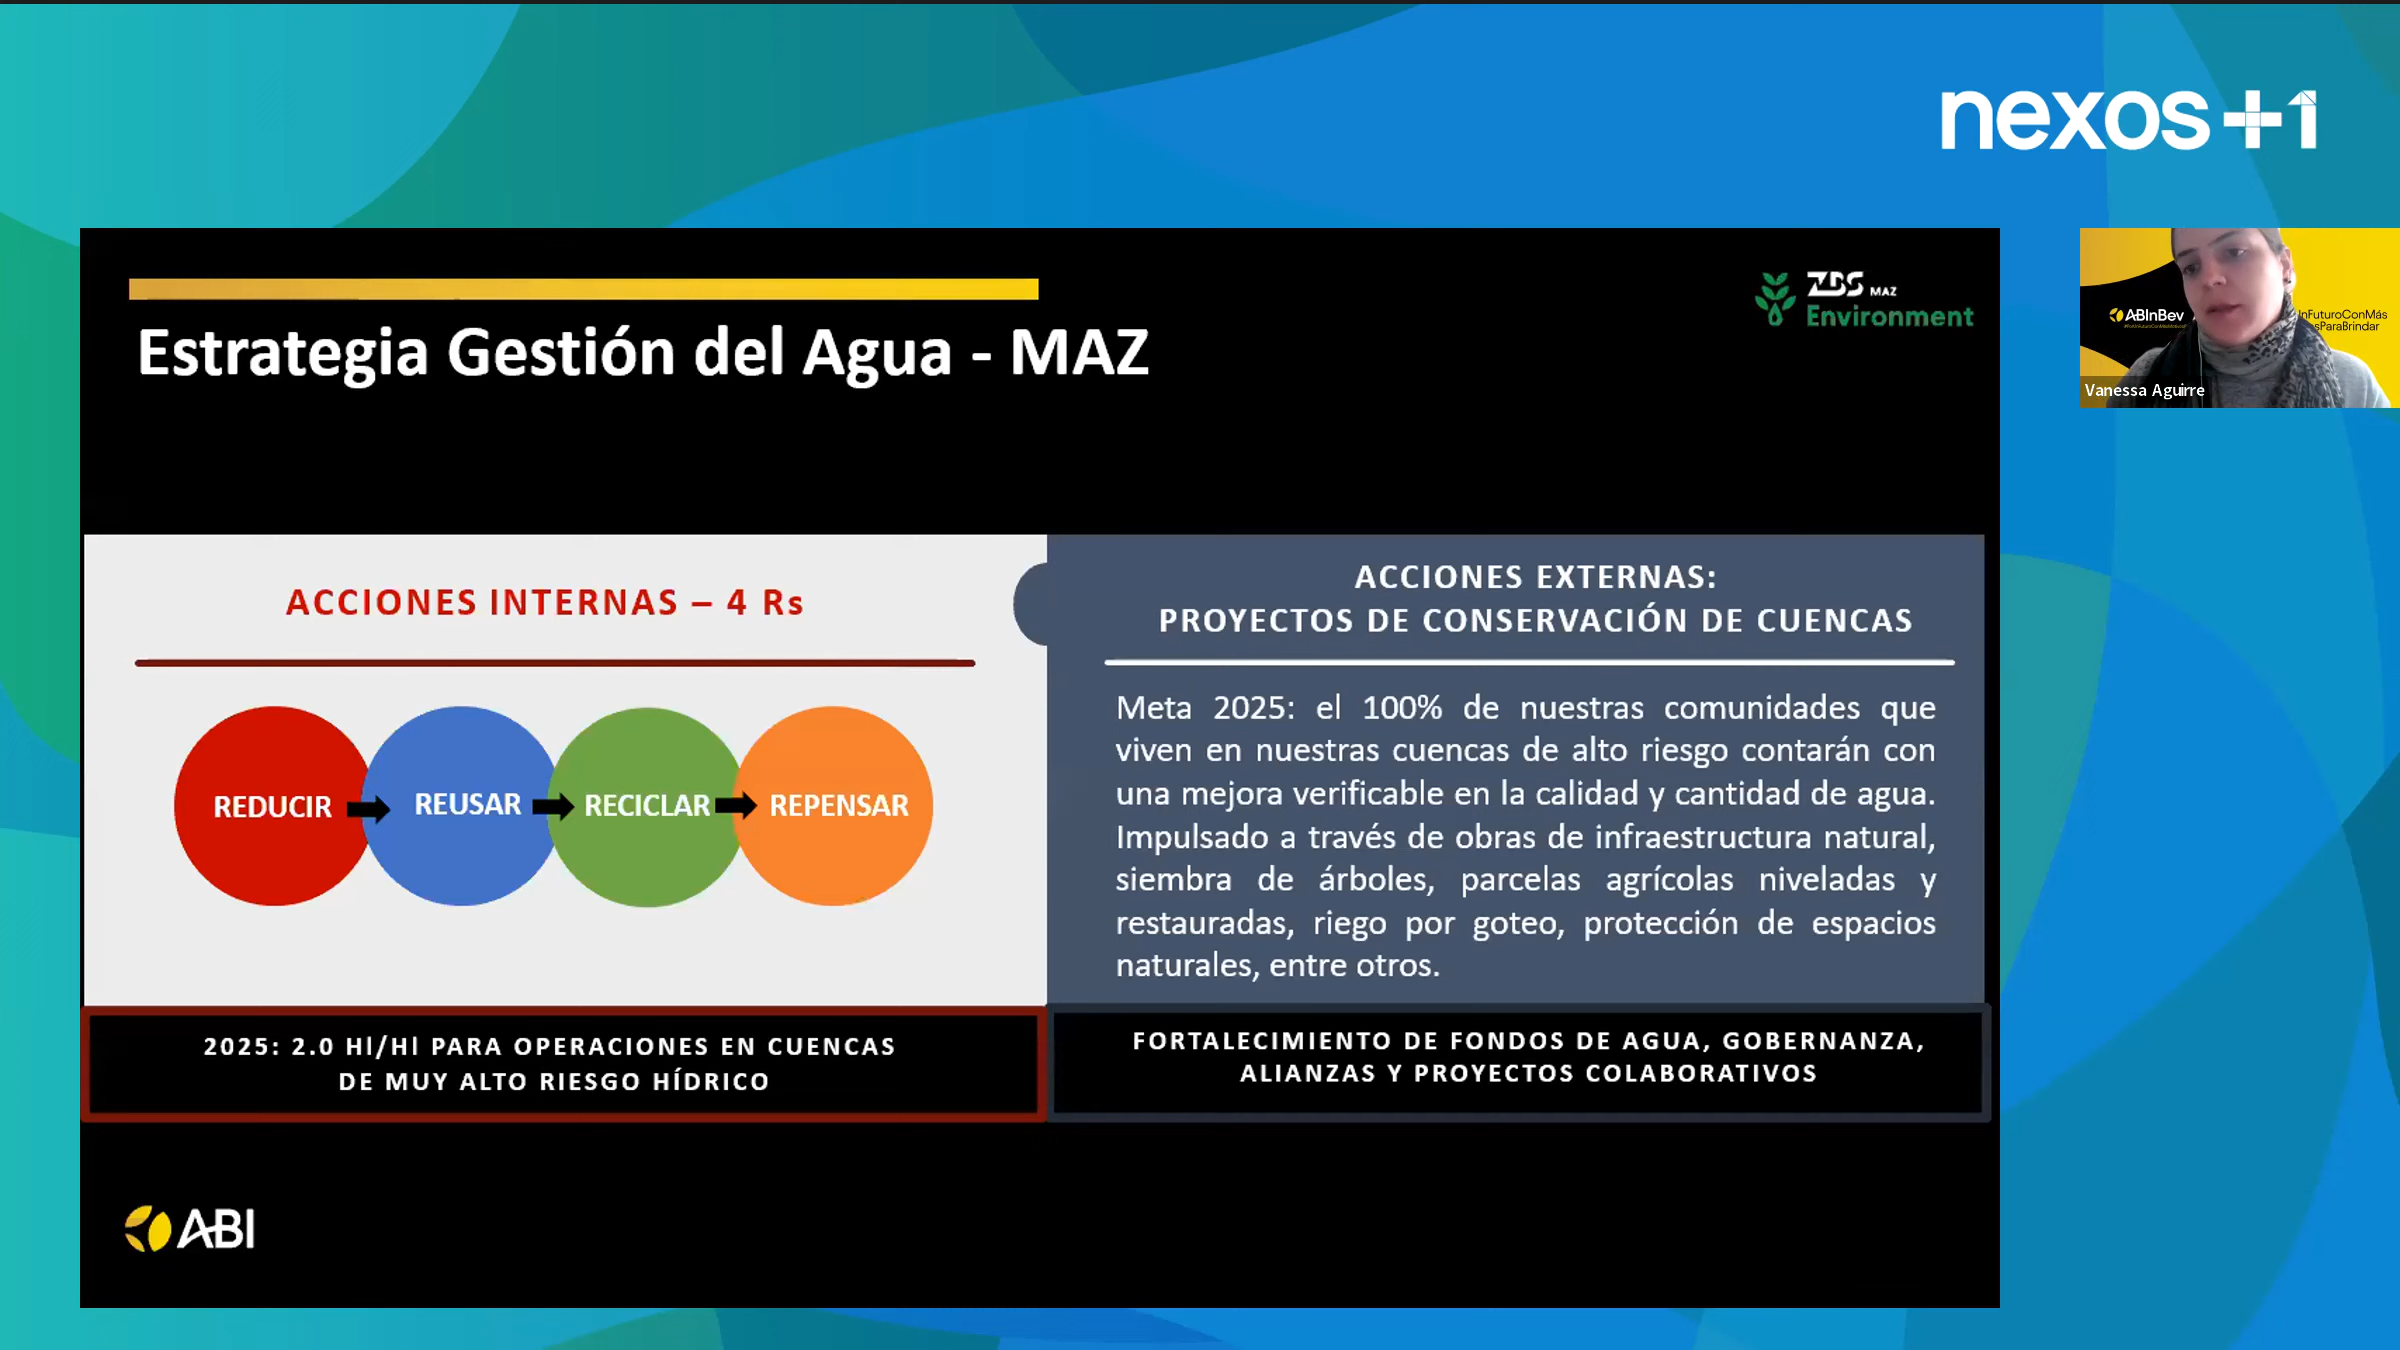 nexos+1
ZBS MAZ
Environment
Estrategia Gestión del Agua - MAZ
ABInBev
InFuturoConMás
sParaBrindar
Vanessa Aguirre
ACCIONES INTERNAS – 4 Rs
REDUCIR
REUSAR
RECICLAR
REPENSAR
2025: 2.0 Hl/Hl PARA OPERACIONES EN CUENCAS
DE MUY ALTO RIESGO HÍDRICO
ACCIONES EXTERNAS:
PROYECTOS DE CONSERVACIÓN DE CUENCAS
Meta 2025: el 100% de nuestras comunidades que
viven en nuestras cuencas de alto riesgo contarán con
una mejora verificable en la calidad y cantidad de agua.
Impulsado a través de obras de infraestructura natural,
siembra de árboles, parcelas agrícolas niveladas y
restauradas, riego por goteo, protección de espacios
naturales, entre otros.
FORTALECIMIENTO DE FONDOS DE AGUA, GOBERNANZA,
ALIANZAS Y PROYECTOS COLABORATIVOS
ABI